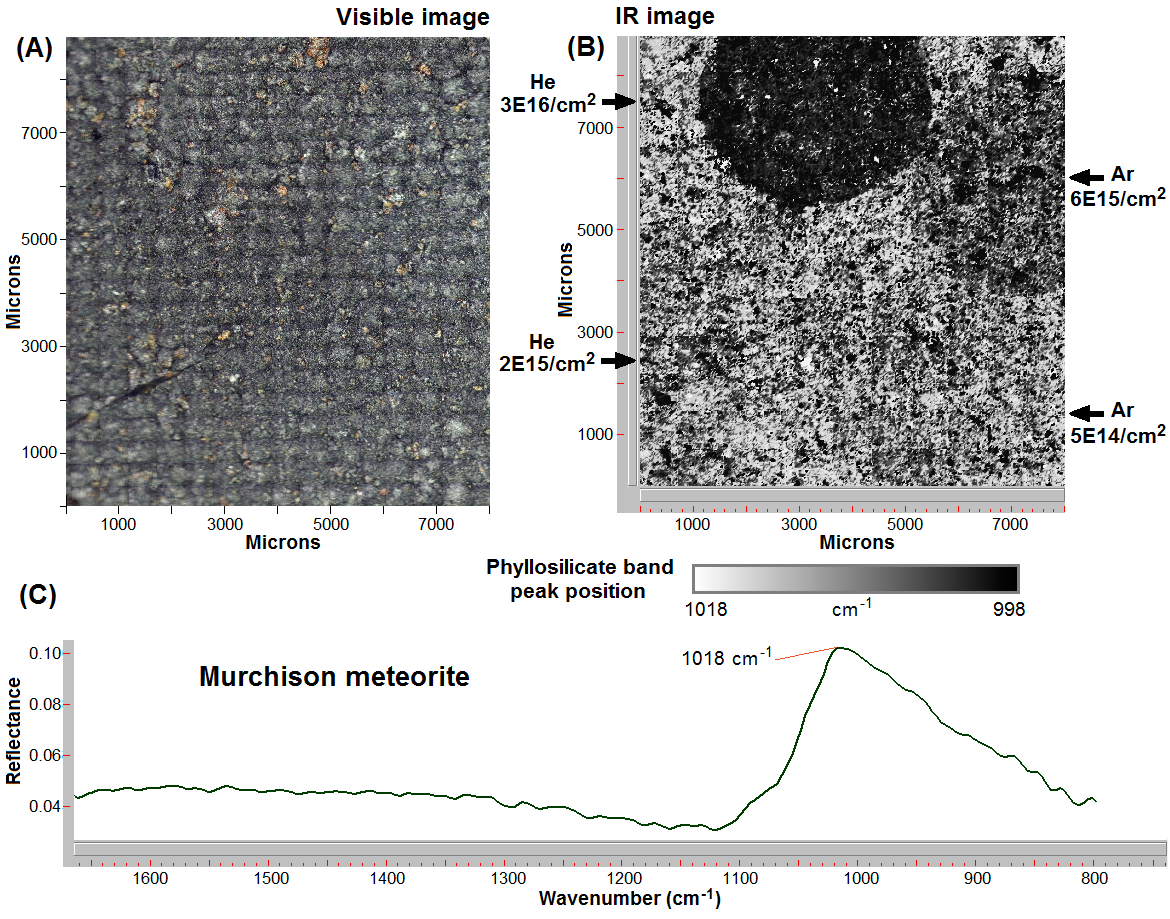 Visible image
IR image
(A)
7000
5000
3000
1000
Microns
1000 3000 5000 7000
Microns
(B)
He
3E16/cm²
He
2E15/cm²
7000
5000
3000
1000
Microns
1000 3000 5000 7000
Microns
Ar
6E15/cm²
Ar
5E14/cm²
Phyllosilicate band
peak position
1018 cm⁻¹ 998
(C)
Murchison meteorite
1018 cm⁻¹
0.10
0.08
0.06
0.04
Reflectance
1600 1500 1400 1300 1200 1100 1000 900 800
Wavenumber (cm⁻¹)